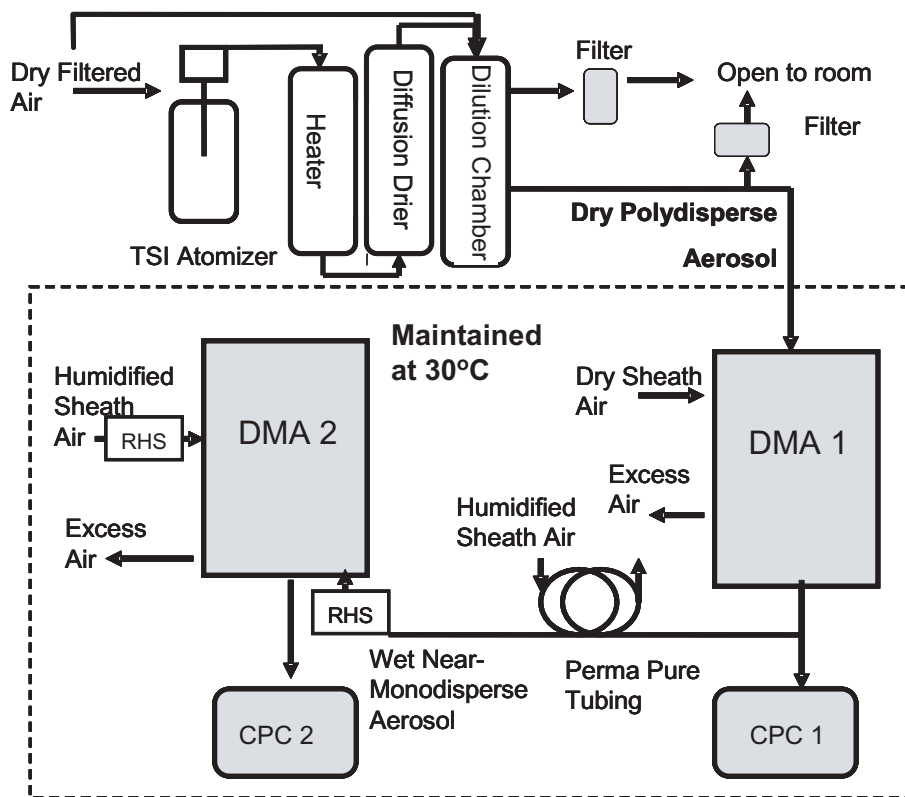 Dry Filtered
Air
TSI Atomizer
Heater
Diffusion Drier
Dilution Chamber
Filter
Open to room
Filter
Dry Polydisperse
Aerosol
Maintained
at 30°C
Humidified
Sheath
Air
RHS
DMA 2
Excess
Air
Dry Sheath
Air
DMA 1
Excess
Air
Humidified
Sheath Air
RHS
Wet Near-
Monodisperse
Aerosol
Perma Pure
Tubing
CPC 2
CPC 1